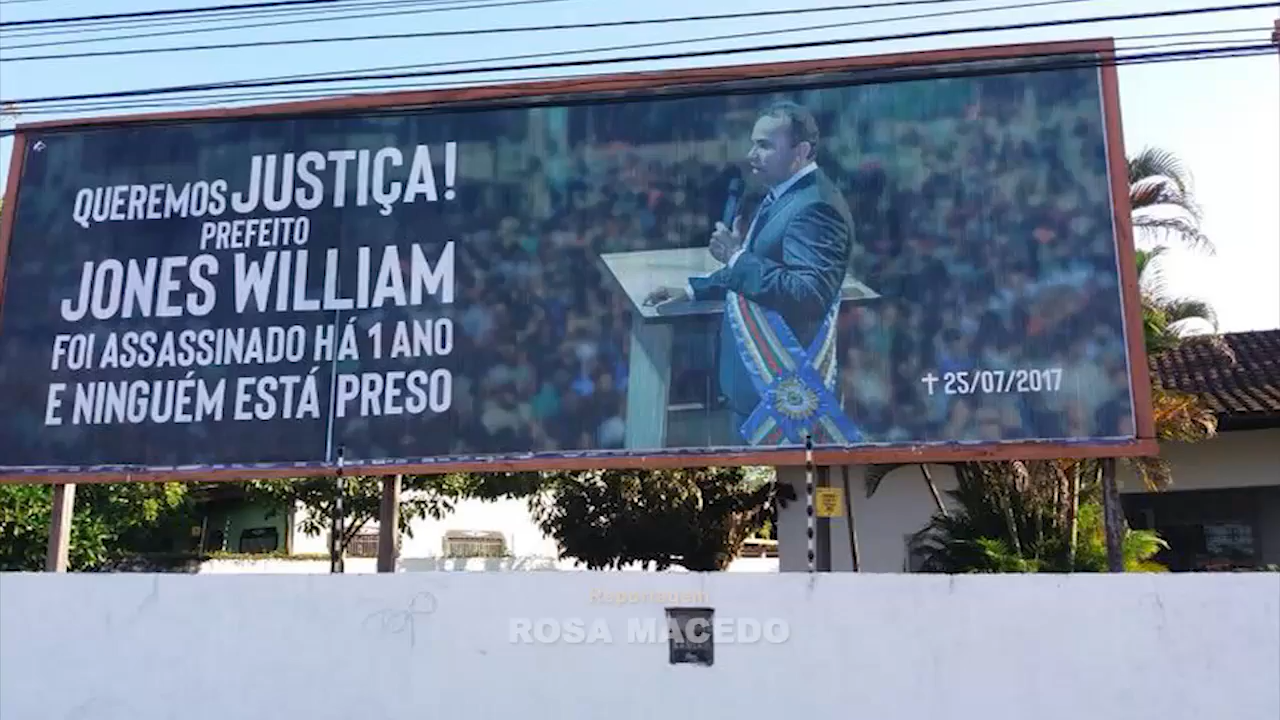 QUEREMOS JUSTIÇA!
PREFEITO
JONES WILLIAM
FOI ASSASSINADO HÁ 1 ANO
E NINGUÉM ESTÁ PRESO
✝ 25/07/2017
Reportagem
ROSA MACEDO